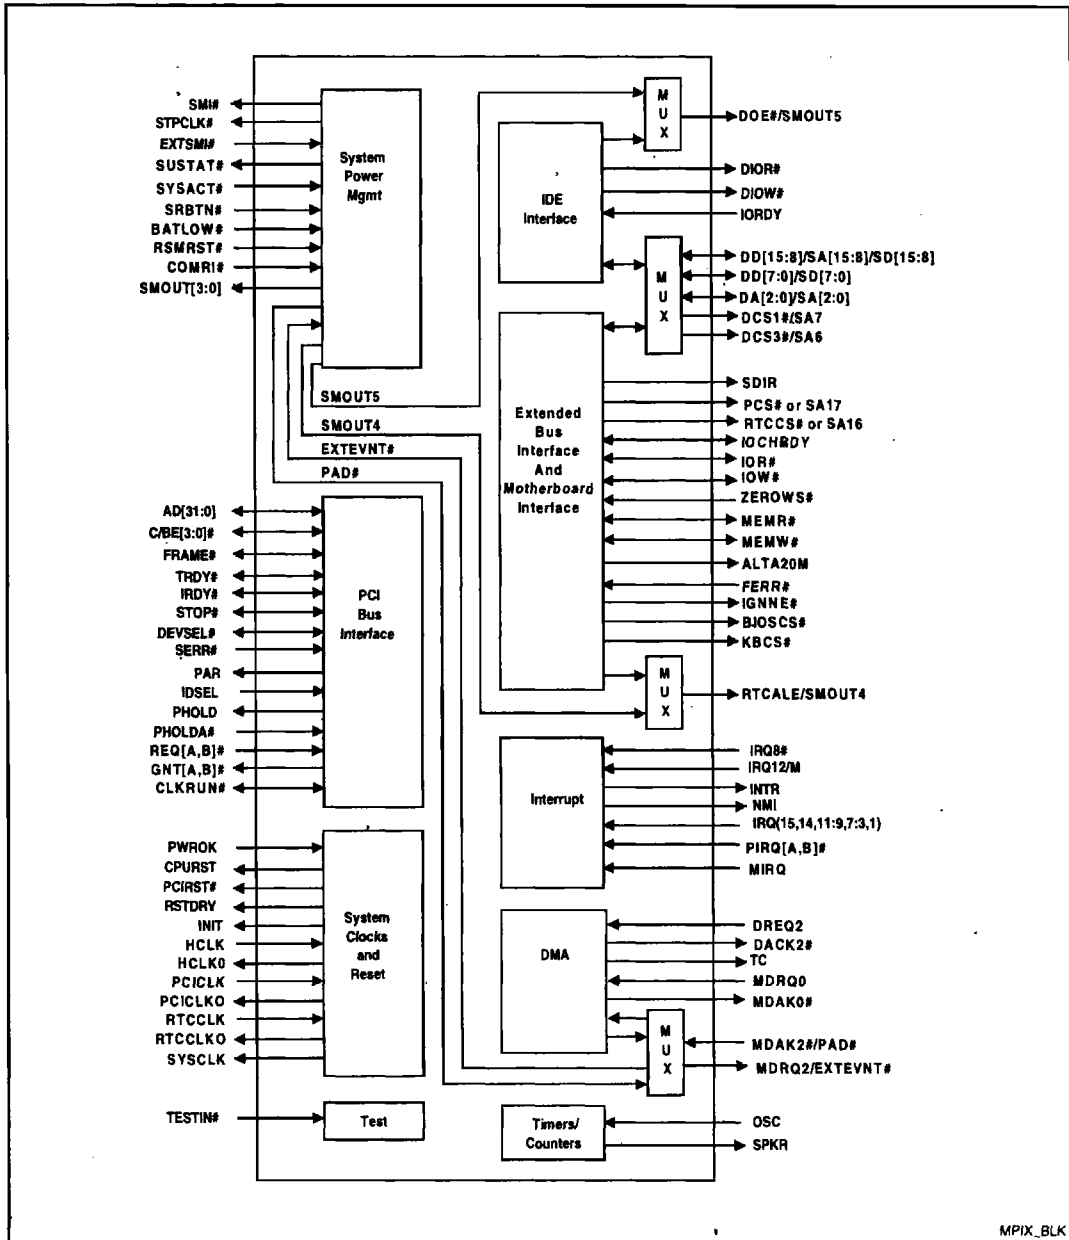 SMI#
STPCLK#
EXTSMI#
SUSTAT#
SYSACT#
SRBTN#
BATLOW#
RSMRST#
COMRI#
SMOUT[3:0]
System
Power
Mgmt
SMOUT5
SMOUT4
EXTEVNT#
PAD#
AD[31:0]
C/BE[3:0]#
FRAME#
TRDY#
IRDY#
STOP#
DEVSEL#
SERR#
PAR
IDSEL
PHOLD
PHOLDA#
REQ[A,B]#
GNT[A,B]#
CLKRUN#
PCI
Bus
Interface
PWROK
CPURST
PCIRST#
RSTDRY
INIT
HCLK
HCLKO
PCICLK
PCICLKO
RTCCLK
RTCCLKO
SYSCLK
System
Clocks
and
Reset
TESTIN#
Test
M
U
X
DOE#/SMOUT5
IDE
Interface
DIOR#
DIOW#
IORDY
M
U
X
DD[15:8]/SA[15:8]/SD[15:8]
DD[7:0]/SD[7:0]
DA[2:0]/SA[2:0]
DCS1#/SA7
DCS3#/SA6
Extended
Bus
Interface
And
Motherboard
Interface
SDIR
PCS# or SA17
RTCCS# or SA16
IOCHRDY
IOR#
IOW#
ZEROWS#
MEMR#
MEMW#
ALTA20M
FERR#
IGNNE#
BIOSCS#
KBCS#
M
U
X
RTCALE/SMOUT4
Interrupt
IRQ8#
IRQ12/M
INTR
NMI
IRQ(15,14,11:9,7:3,1)
PIRQ[A,B]#
MIRQ
DMA
DREQ2
DACK2#
TC
MDRQ0
MDAK0#
M
U
X
MDAK2#/PAD#
MDRQ2/EXTEVNT#
Timers/
Counters
OSC
SPKR
MPIX_BLK